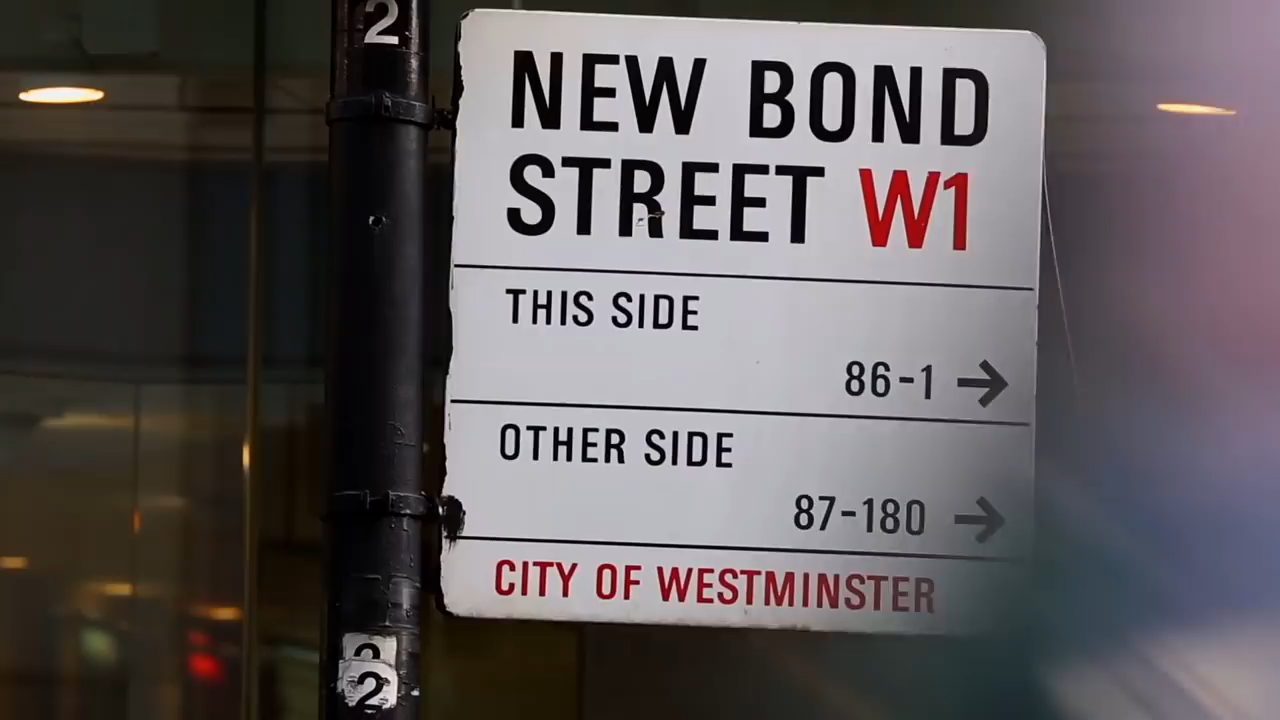 2
NEW BOND
STREET W1
THIS SIDE
86-1 →
OTHER SIDE
87-180 →
CITY OF WESTMINSTER
2
2